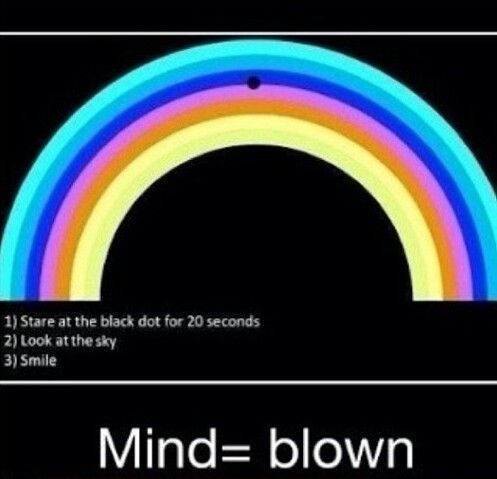 1) Stare at the black dot for 20 seconds
2) Look at the sky
3) Smile
Mind= blown